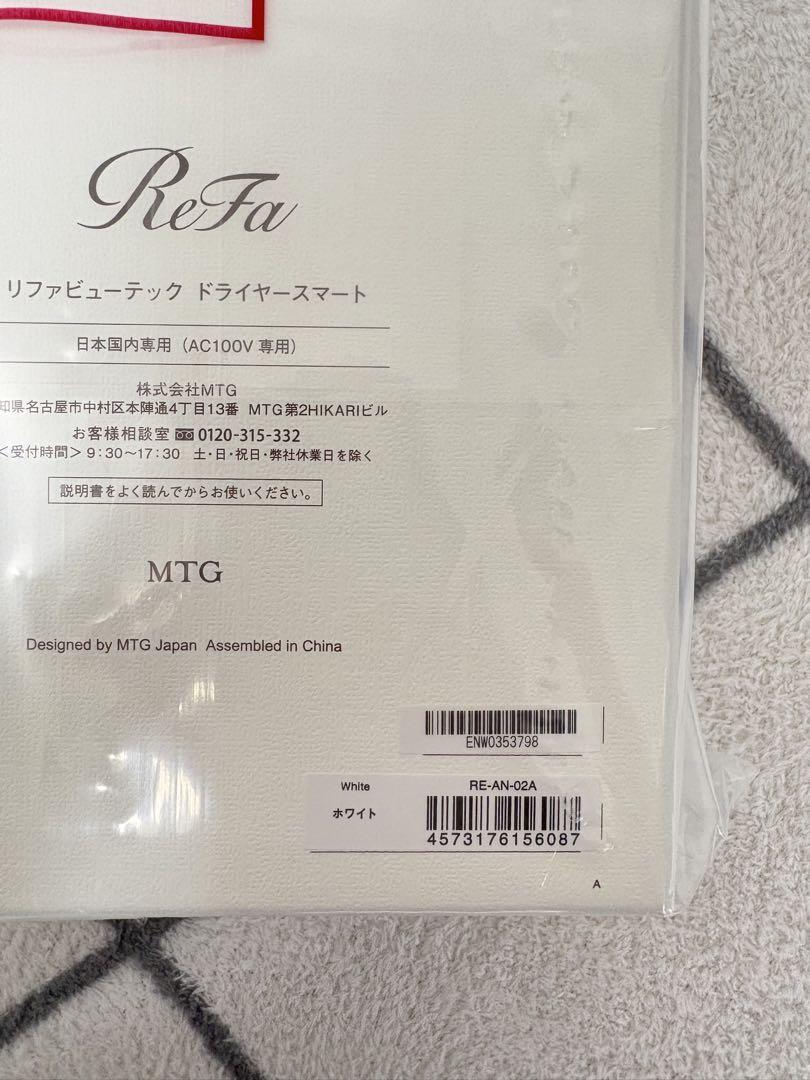 ReFa
リファビューテック ドライヤースマート
日本国内専用（AC100V 専用）
株式会社MTG
知県名古屋市中村区本陣通4丁目13番 MTG第2HIKARIビル
お客様相談室 0120-315-332
＜受付時間＞9：30〜17：30 土・日・祝日・弊社休業日を除く
説明書をよく読んでからお使いください。
MTG
Designed by MTG Japan Assembled in China
ENW0353798
White RE-AN-02A
ホワイト
4573176156087
A